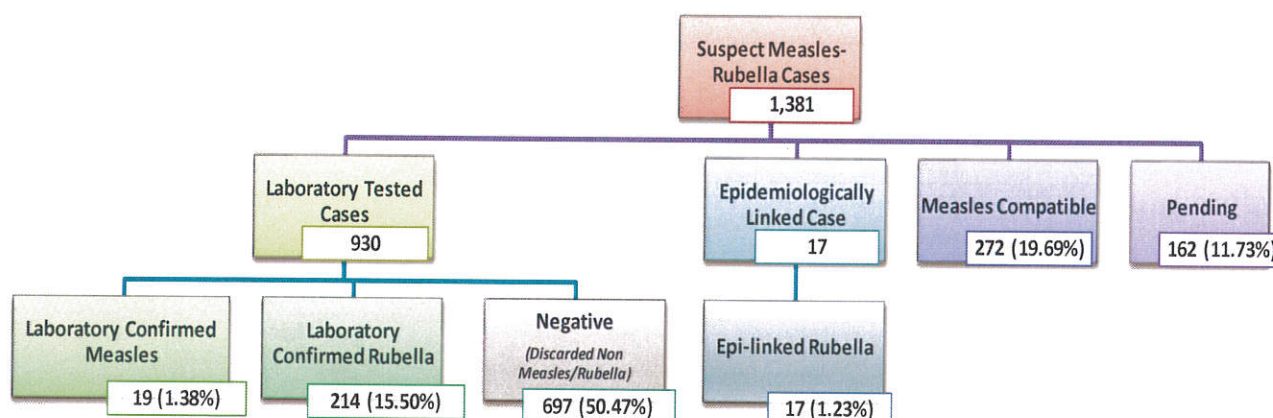 Suspect Measles-
Rubella Cases
1,381
Laboratory Tested
Cases
930
Epidemiologically
Linked Case
17
Measles Compatible
272 (19.69%)
Pending
162 (11.73%)
Laboratory Confirmed
Measles
19 (1.38%)
Laboratory
Confirmed Rubella
214 (15.50%)
Negative
(Discarded Non
Measles/Rubella)
697 (50.47%)
Epi-linked Rubella
17 (1.23%)